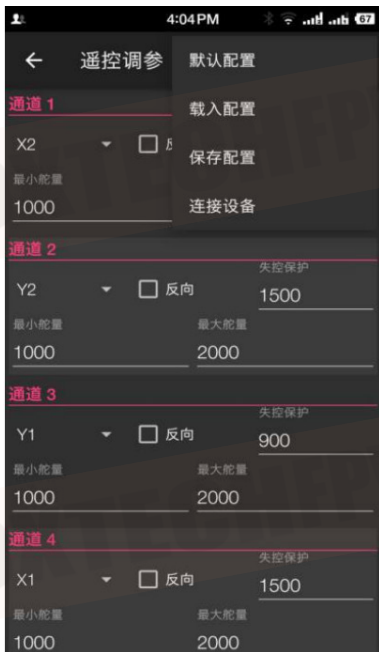 4:04PM
67
遥控调参
默认配置
载入配置
保存配置
连接设备
通道 1
X2
最小舵量
1000
通道 2
失控保护
Y2
反向
1500
最小舵量
最大舵量
1000
2000
通道 3
失控保护
Y1
反向
900
最小舵量
最大舵量
1000
2000
通道 4
失控保护
X1
反向
1500
最小舵量
最大舵量
1000
2000